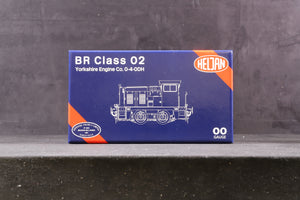 BR Class 02
Yorkshire Engine Co. 0-4-0DH
HELJAN
OO
GAUGE